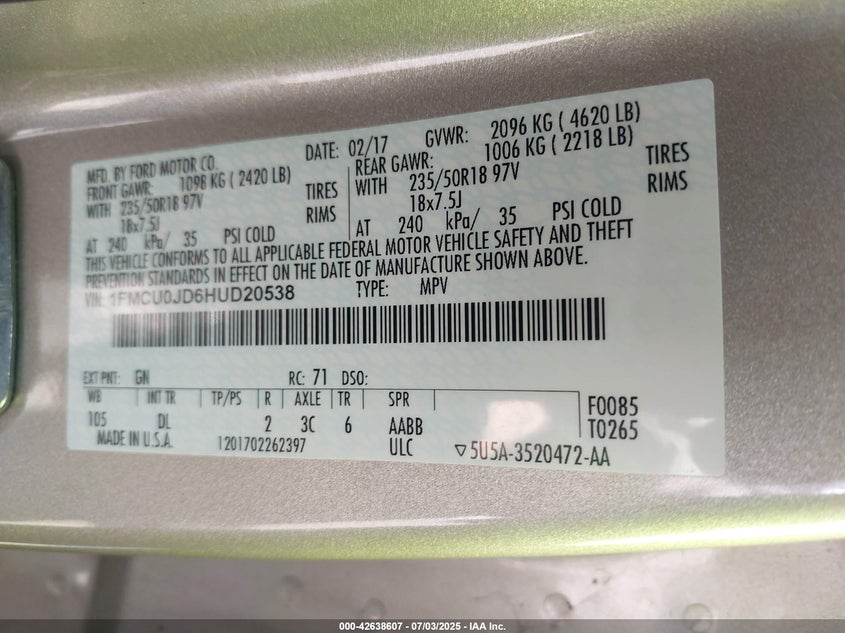 MFD. BY FORD MOTOR CO. DATE: 02/17 GVWR: 2096 KG ( 4620 LB)
FRONT GAWR: 1098 KG ( 2420 LB) REAR GAWR: 1006 KG ( 2218 LB)
WITH 235/50R18 97V TIRES WITH 235/50R18 97V TIRES
18x7.5J RIMS 18x7.5J RIMS
AT 240 kPa/ 35 PSI COLD AT 240 kPa/ 35 PSI COLD
THIS VEHICLE CONFORMS TO ALL APPLICABLE FEDERAL MOTOR VEHICLE SAFETY AND THEFT
PREVENTION STANDARDS IN EFFECT ON THE DATE OF MANUFACTURE SHOWN ABOVE.
VIN: 1FMCU0JD6HUD20538 TYPE: MPV
EXT PNT: GN RC: 71 DSO:
WB INT TR TP/PS R AXLE TR SPR
105 DL 2 3C 6 AABB
F0085
T0265
MADE IN U.S.A. 1201702262397 ULC ▽5U5A-3520472-AA
000-42638607 / 07/03/2025 - IAA Inc.